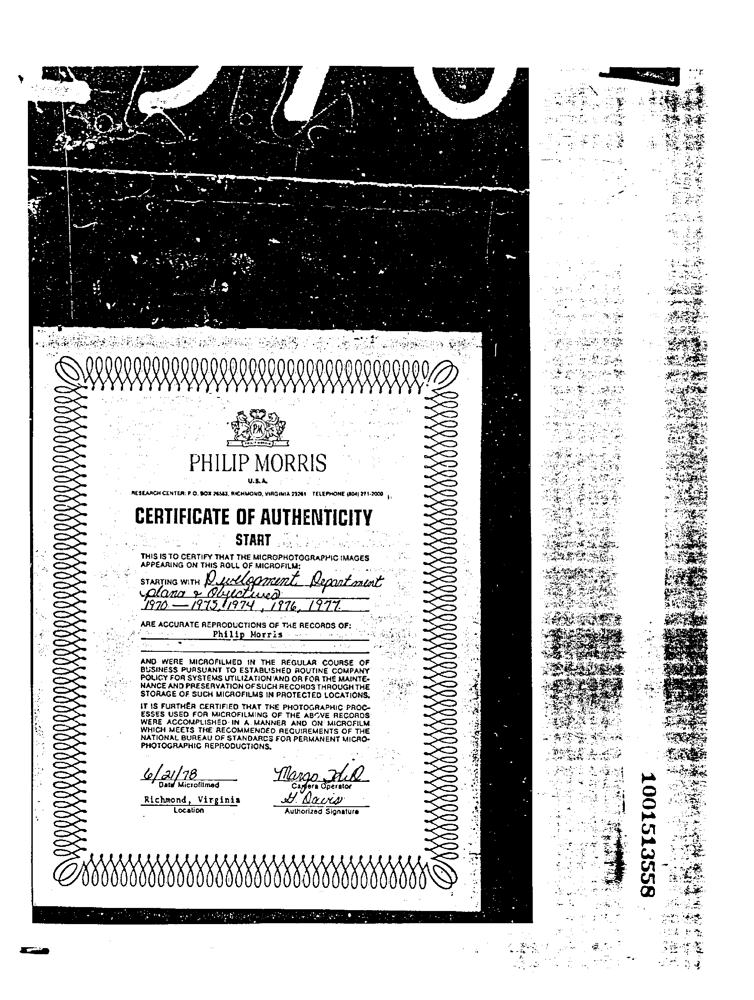 PHILIP MORRIS
U.S.A.
RESEARCH CENTER: P.O. BOX 26583, RICHMOND, VIRGINIA 23261 TELEPHONE (804) 271-2000
CERTIFICATE OF AUTHENTICITY
START
THIS IS TO CERTIFY THAT THE MICROPHOTOGRAPHIC IMAGES
APPEARING ON THIS ROLL OF MICROFILM:
STARTING WITH Development Department
plans & Objectives
1970 — 1973, 1974, 1976, 1977
ARE ACCURATE REPRODUCTIONS OF THE RECORDS OF:
Philip Morris
AND WERE MICROFILMED IN THE REGULAR COURSE OF
BUSINESS PURSUANT TO ESTABLISHED ROUTINE COMPANY
POLICY FOR SYSTEMS UTILIZATION AND OR FOR THE MAINTE-
NANCE AND PRESERVATION OF SUCH RECORDS THROUGH THE
STORAGE OF SUCH MICROFILMS IN PROTECTED LOCATIONS.
IT IS FURTHER CERTIFIED THAT THE PHOTOGRAPHIC PROC-
ESSES USED FOR MICROFILMING OF THE ABOVE RECORDS
WERE ACCOMPLISHED IN A MANNER AND ON MICROFILM
WHICH MEETS THE RECOMMENDED REQUIREMENTS OF THE
NATIONAL BUREAU OF STANDARDS FOR PERMANENT MICRO-
PHOTOGRAPHIC REPRODUCTIONS.
6/21/78 Margo
Date Microfilmed Camera Operator
Richmond, Virginia H. Davis
Location Authorized Signature
1001513558